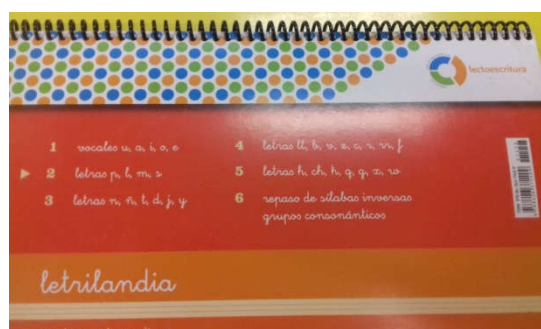 lectoescritura
1 vocales u, a, i, o, e
2 letras p, l, m, s
3 letras n, ñ, t, d, j, y
4 letras ll, b, v, z, c, r, rr, f
5 letras h, ch, k, q, g, x, w
6 repaso de sílabas inversas
grupos consonánticos
letrilandia